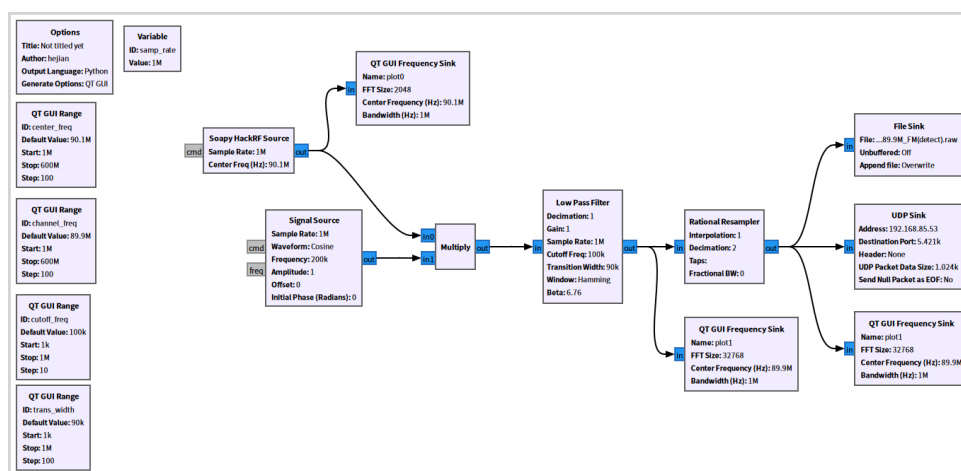 Options
Title: Not titled yet
Author: hejian
Output Language: Python
Generate Options: QT GUI
Variable
ID: samp_rate
Value: 1M
QT GUI Range
ID: center_freq
Default Value: 90.1M
Start: 1M
Stop: 600M
Step: 100
QT GUI Range
ID: channel_freq
Default Value: 89.9M
Start: 1M
Stop: 600M
Step: 100
QT GUI Range
ID: cutoff_freq
Default Value: 100k
Start: 1k
Stop: 1M
Step: 10
QT GUI Range
ID: trans_width
Default Value: 90k
Start: 1k
Stop: 1M
Step: 100
cmd
Soapy HackRF Source
Sample Rate: 1M
Center Freq (Hz): 90.1M
out
in
QT GUI Frequency Sink
Name: plot0
FFT Size: 2048
Center Frequency (Hz): 90.1M
Bandwidth (Hz): 1M
cmd
freq
Signal Source
Sample Rate: 1M
Waveform: Cosine
Frequency: 200k
Amplitude: 1
Offset: 0
Initial Phase (Radians): 0
out
in0
in1
Multiply
out
in
Low Pass Filter
Decimation: 1
Gain: 1
Sample Rate: 1M
Cutoff Freq: 100k
Transition Width: 90k
Window: Hamming
Beta: 6.76
out
in
Rational Resampler
Interpolation: 1
Decimation: 2
Taps:
Fractional BW: 0
out
in
QT GUI Frequency Sink
Name: plot1
FFT Size: 32768
Center Frequency (Hz): 89.9M
Bandwidth (Hz): 1M
in
File Sink
File: ...89.9M_FM(detect).raw
Unbuffered: Off
Append file: Overwrite
in
UDP Sink
Address: 192.168.85.53
Destination Port: 5.421k
Header: None
UDP Packet Data Size: 1.024k
Send Null Packet as EOF: No
in
QT GUI Frequency Sink
Name: plot1
FFT Size: 32768
Center Frequency (Hz): 89.9M
Bandwidth (Hz): 1M